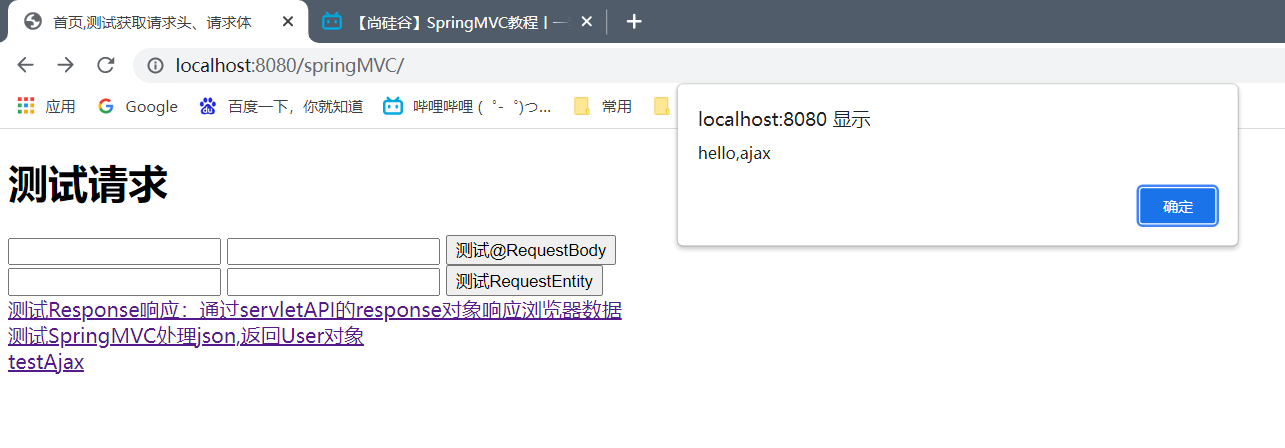 首页,测试获取请求头、请求体
【尚硅谷】SpringMVC教程丨一
localhost:8080/springMVC/
应用 Google 百度一下，你就知道 哔哩哔哩 (゜-゜)つ... 常用
localhost:8080 显示
hello,ajax
确定
测试请求
测试@RequestBody
测试RequestEntity
测试Response响应：通过servletAPI的response对象响应浏览器数据
测试SpringMVC处理json,返回User对象
testAjax